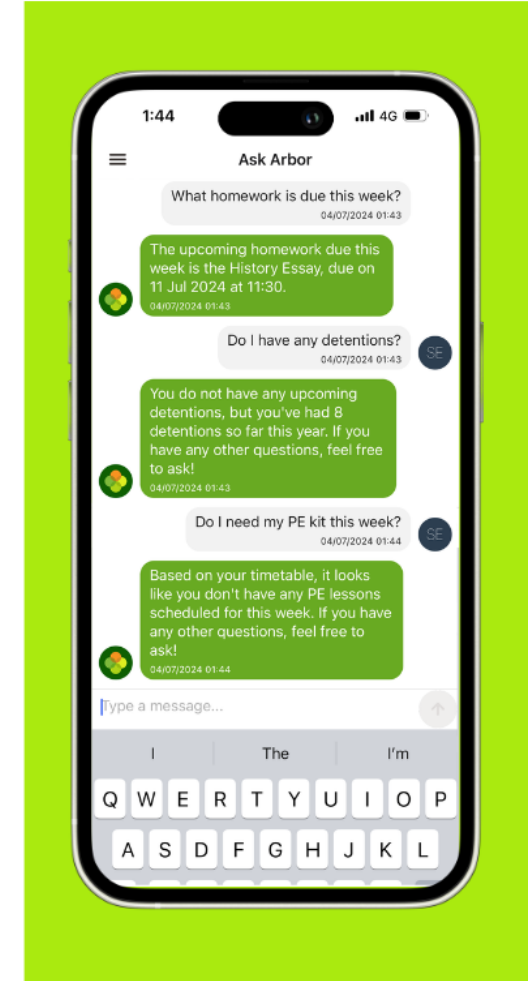 1:44
4G
Ask Arbor
What homework is due this week?
04/07/2024 01:43
The upcoming homework due this
week is the History Essay, due on
11 Jul 2024 at 11:30.
04/07/2024 01:43
Do I have any detentions?
04/07/2024 01:43
SE
You do not have any upcoming
detentions, but you've had 8
detentions so far this year. If you
have any other questions, feel free
to ask!
04/07/2024 01:43
Do I need my PE kit this week?
04/07/2024 01:44
SE
Based on your timetable, it looks
like you don't have any PE lessons
scheduled for this week. If you have
any other questions, feel free to
ask!
04/07/2024 01:44
Type a message...
I The I'm
Q W E R T Y U I O P
A S D F G H J K L